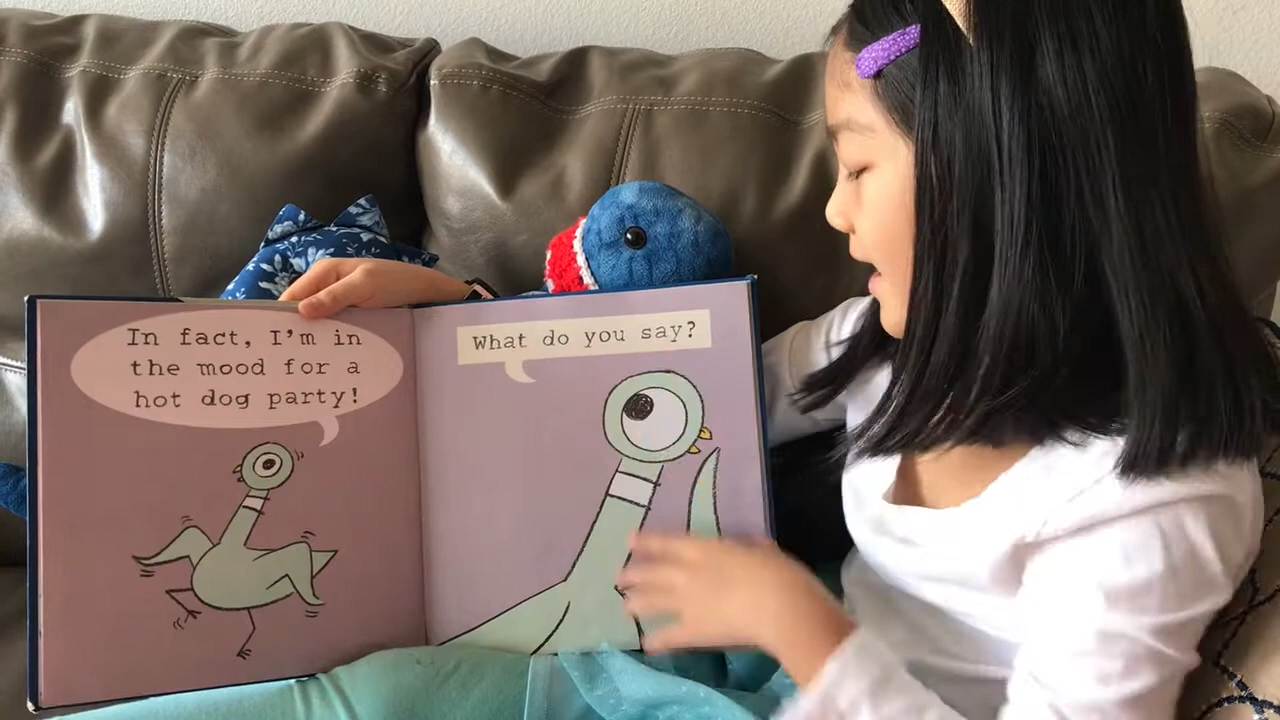 In fact, I'm in
the mood for a
hot dog party!
What do you say?